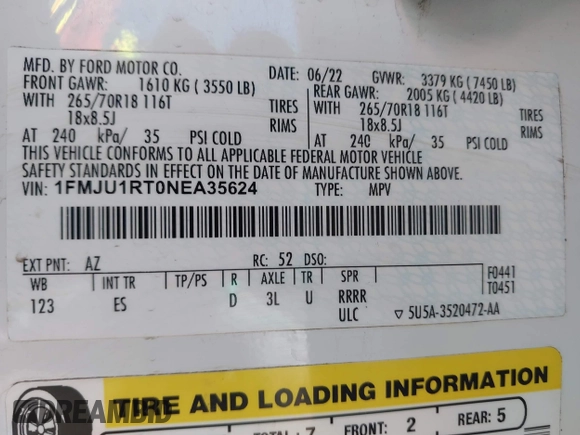 MFD. BY FORD MOTOR CO.
DATE: 06/22 GVWR: 3379 KG (7450 LB)
FRONT GAWR: 1610 KG (3550 LB)
REAR GAWR: 2005 KG (4420 LB)
WITH 265/70R18 116T TIRES
WITH 265/70R18 116T TIRES
18x8.5J RIMS
18x8.5J RIMS
AT 240 kPa/ 35 PSI COLD
AT 240 kPa/ 35 PSI COLD
THIS VEHICLE CONFORMS TO ALL APPLICABLE FEDERAL MOTOR VEHICLE
SAFETY STANDARDS IN EFFECT ON THE DATE OF MANUFACTURE SHOWN ABOVE.
VIN: 1FMJU1RT0NEA35624 TYPE: MPV
EXT PNT: AZ RC: 52 DSO:
WB INT TR TP/PS R AXLE TR SPR
F0441
T0451
123 ES D 3L U RRRR
ULC ▽ 5U5A-3520472-AA
TIRE AND LOADING INFORMATION
TOTAL: 7 FRONT: 2 REAR: 5
DREAMBID